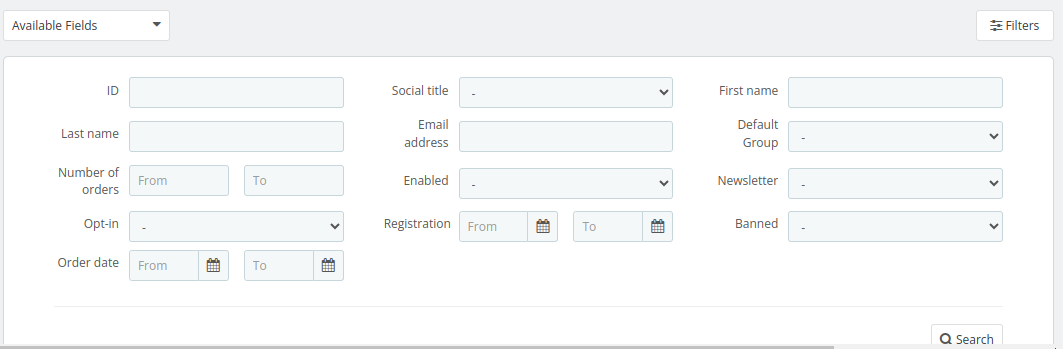 Available Fields
Filters
ID
Social title -
First name
Last name
Email
address
Default
Group -
Number of
orders From To
Enabled -
Newsletter -
Opt-in -
Registration From To
Banned -
Order date From To
Search